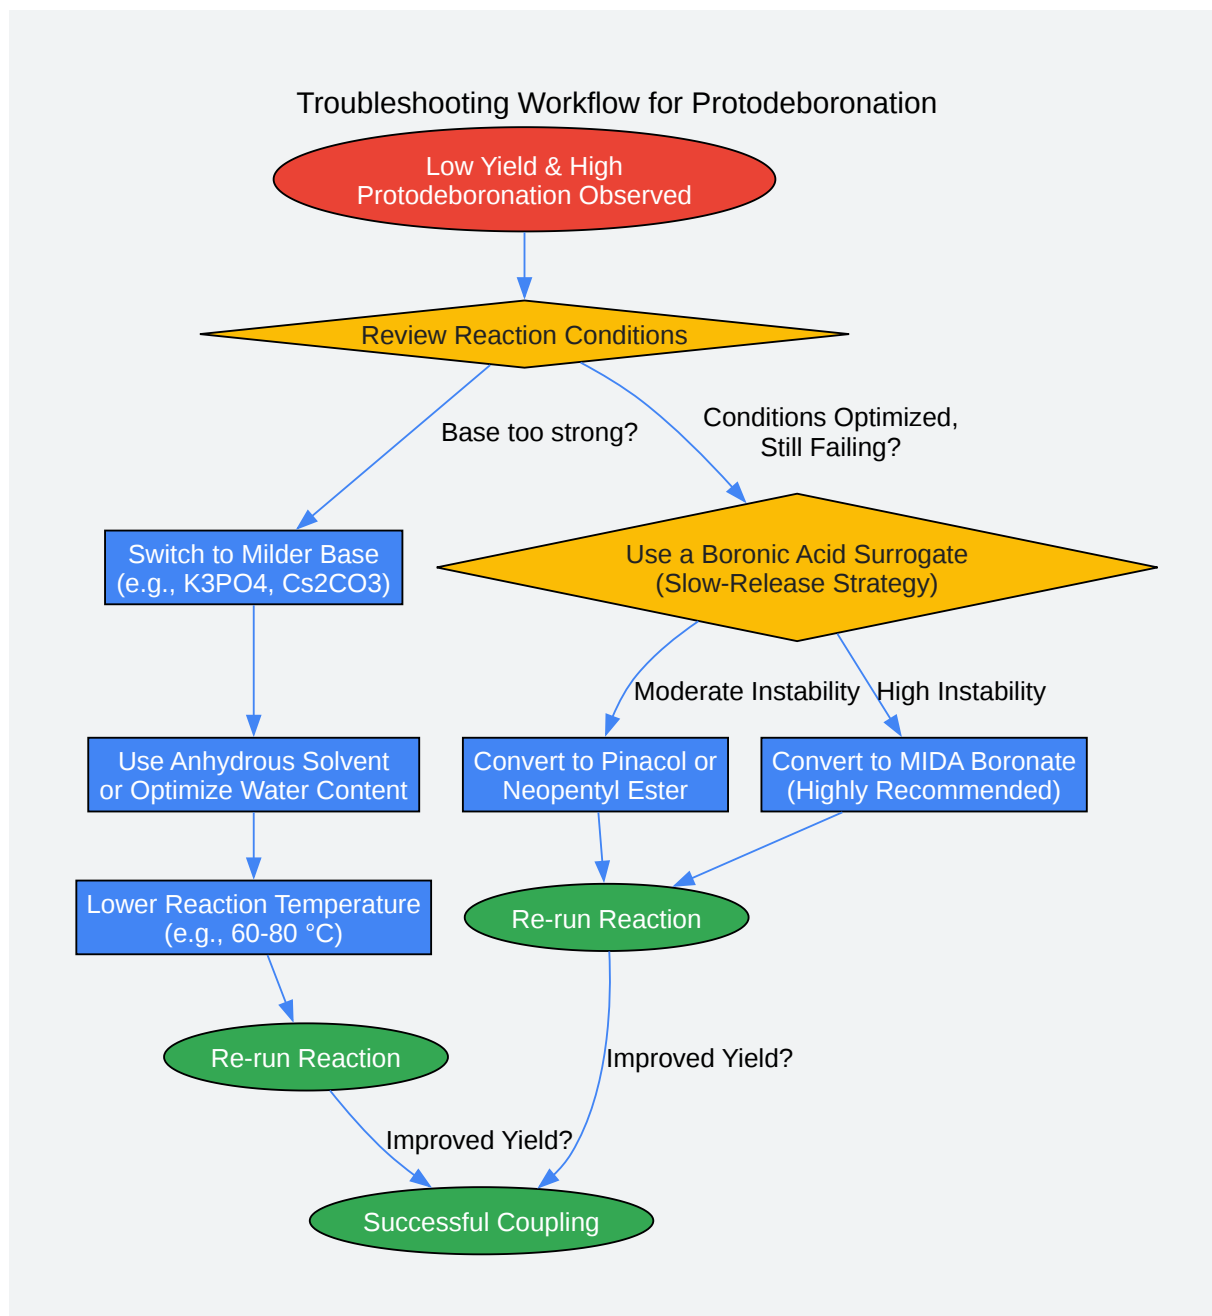 Troubleshooting Workflow for Protodeboronation
Low Yield & High
Protodeboronation Observed
Review Reaction Conditions
Base too strong?
Conditions Optimized,
Still Failing?
Switch to Milder Base
(e.g., K3PO4, Cs2CO3)
Use a Boronic Acid Surrogate
(Slow-Release Strategy)
Moderate Instability
High Instability
Use Anhydrous Solvent
or Optimize Water Content
Convert to Pinacol or
Neopentyl Ester
Convert to MIDA Boronate
(Highly Recommended)
Lower Reaction Temperature
(e.g., 60-80 °C)
Re-run Reaction
Re-run Reaction
Improved Yield?
Improved Yield?
Successful Coupling